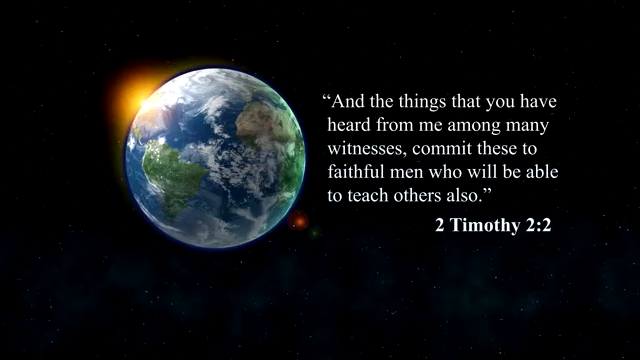 “And the things that you have
heard from me among many
witnesses, commit these to
faithful men who will be able
to teach others also.”
2 Timothy 2:2